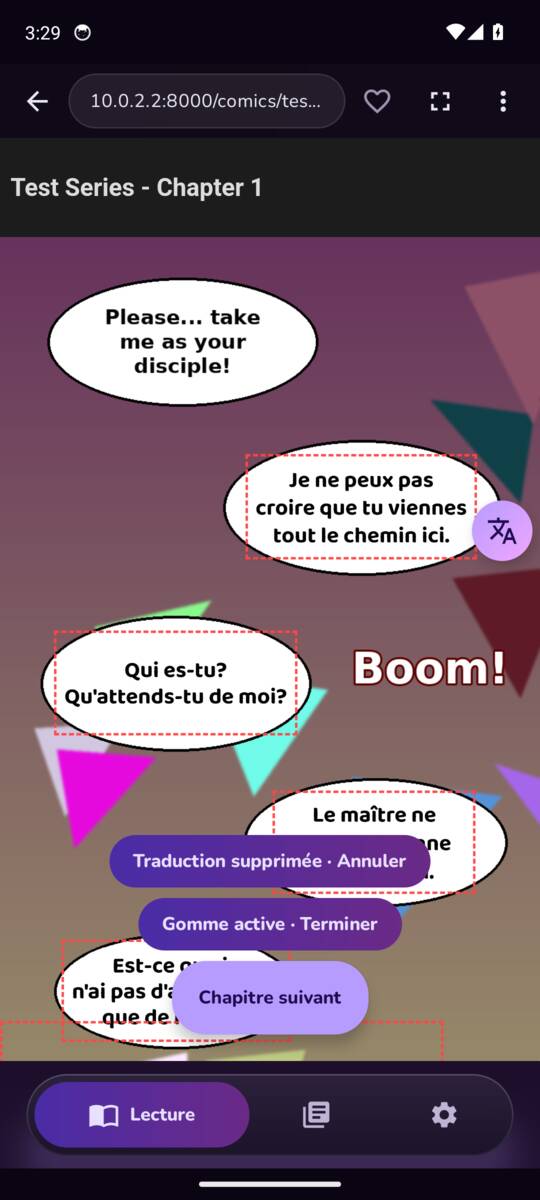 3:29
10.0.2.2:8000/comics/tes...
Test Series - Chapter 1
Please... take
me as your
disciple!
Je ne peux pas
croire que tu viennes
tout le chemin ici.
Qui es-tu?
Qu'attends-tu de moi?
Boom!
Le maître ne
Traduction supprimée · Annuler
Gomme active · Terminer
Est-ce
n'ai pas
que de
Chapitre suivant
Lecture